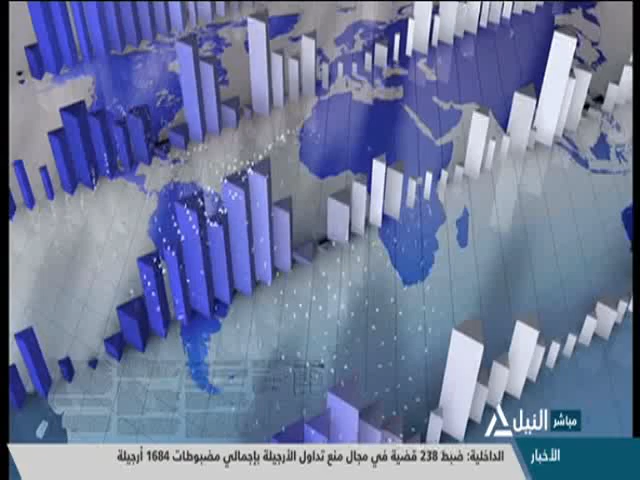 مباشر النيل
الأخبار
الداخلية: ضبط 238 قضية في مجال منع تداول الأرجيلة بإجمالي مضبوطات 1684 أرجيلة